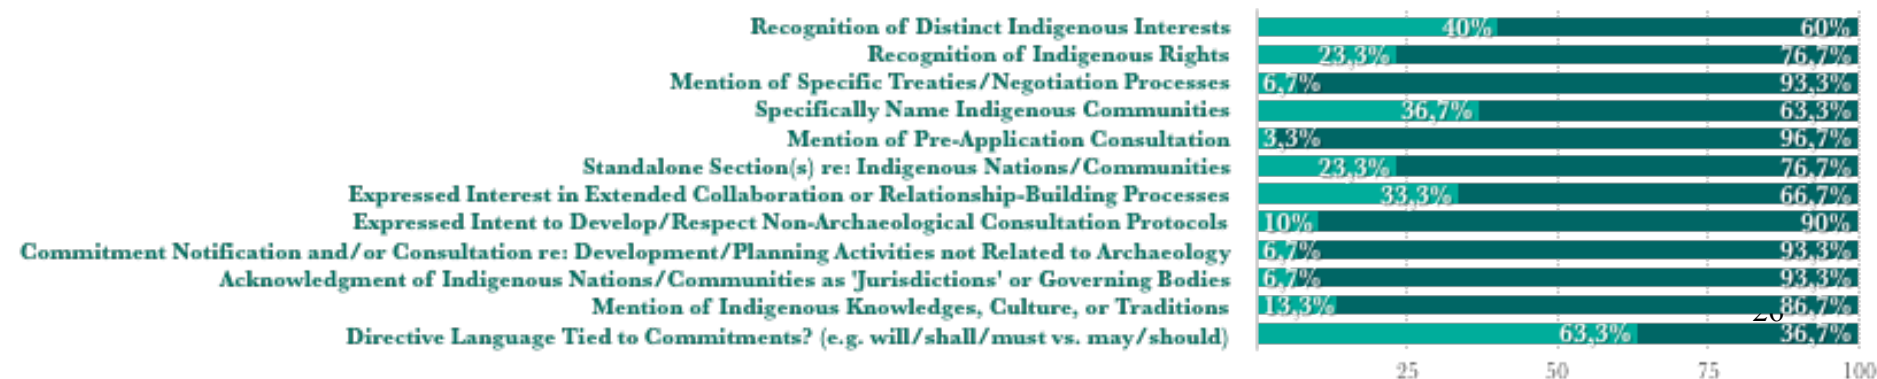 Recognition of Distinct Indigenous Interests 40% 60%
Recognition of Indigenous Rights 23,3% 76,7%
Mention of Specific Treaties/Negotiation Processes 6,7% 93,3%
Specifically Name Indigenous Communities 36,7% 63,3%
Mention of Pre-Application Consultation 3,3% 96,7%
Standalone Section(s) re: Indigenous Nations/Communities 23,3% 76,7%
Expressed Interest in Extended Collaboration or Relationship-Building Processes 33,3% 66,7%
Expressed Intent to Develop/Respect Non-Archaeological Consultation Protocols 10% 90%
Commitment Notification and/or Consultation re: Development/Planning Activities not Related to Archaeology 6,7% 93,3%
Acknowledgment of Indigenous Nations/Communities as 'Jurisdictions' or Governing Bodies 6,7% 93,3%
Mention of Indigenous Knowledges, Culture, or Traditions 13,3% 86,7%
Directive Language Tied to Commitments? (e.g. will/shall/must vs. may/should) 63,3% 36,7%
25 50 75 100